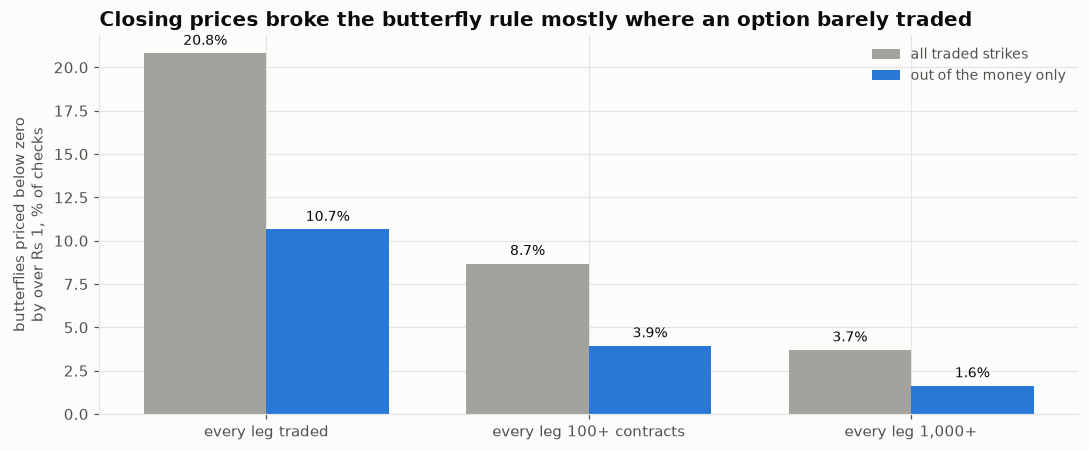 Closing prices broke the butterfly rule mostly where an option barely traded
butterflies priced below zero
by over Rs 1, % of checks
20.0
17.5
15.0
12.5
10.0
7.5
5.0
2.5
0.0
20.8%
10.7%
8.7%
3.9%
3.7%
1.6%
all traded strikes
out of the money only
every leg traded
every leg 100+ contracts
every leg 1,000+